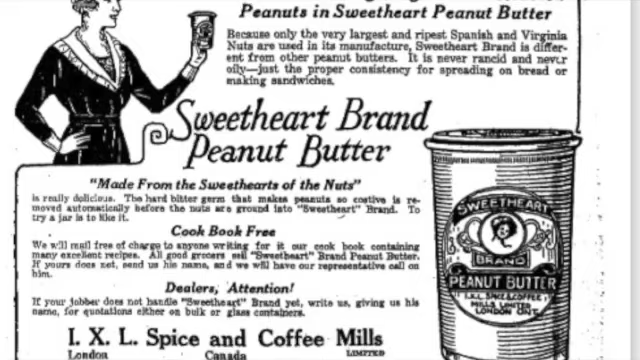 Peanuts in Sweetheart Peanut Butter
Because only the very largest and ripest Spanish and Virginia
Nuts are used in its manufacture, Sweetheart Brand is differ-
ent from other peanut butters. It is never rancid and never
oily—just the proper consistency for spreading on bread or
making sandwiches.
Sweetheart Brand
Peanut Butter
"Made From the Sweethearts of the Nuts"
is really delicious. The hard bitter germ that makes peanuts so costive is re-
moved automatically before the nuts are ground into "Sweetheart" Brand. To
try a jar is to like it.
Cook Book Free
We will mail free of charge to anyone writing for it our cook book containing
many excellent recipes. All good grocers sell "Sweetheart" Brand Peanut Butter.
If yours does not, send us his name, and we will have our representative call on
him.
Dealers, Attention!
If your jobber does not handle "Sweetheart" Brand yet, write us, giving us his
name, for quotations either on bulk or glass containers.
I. X. L. Spice and Coffee Mills
LIMITED
London Canada
SWEETHEART
BRAND
PEANUT BUTTER
I.X.L. SPICE & COFFEE
MILLS LIMITED
LONDON ONT.